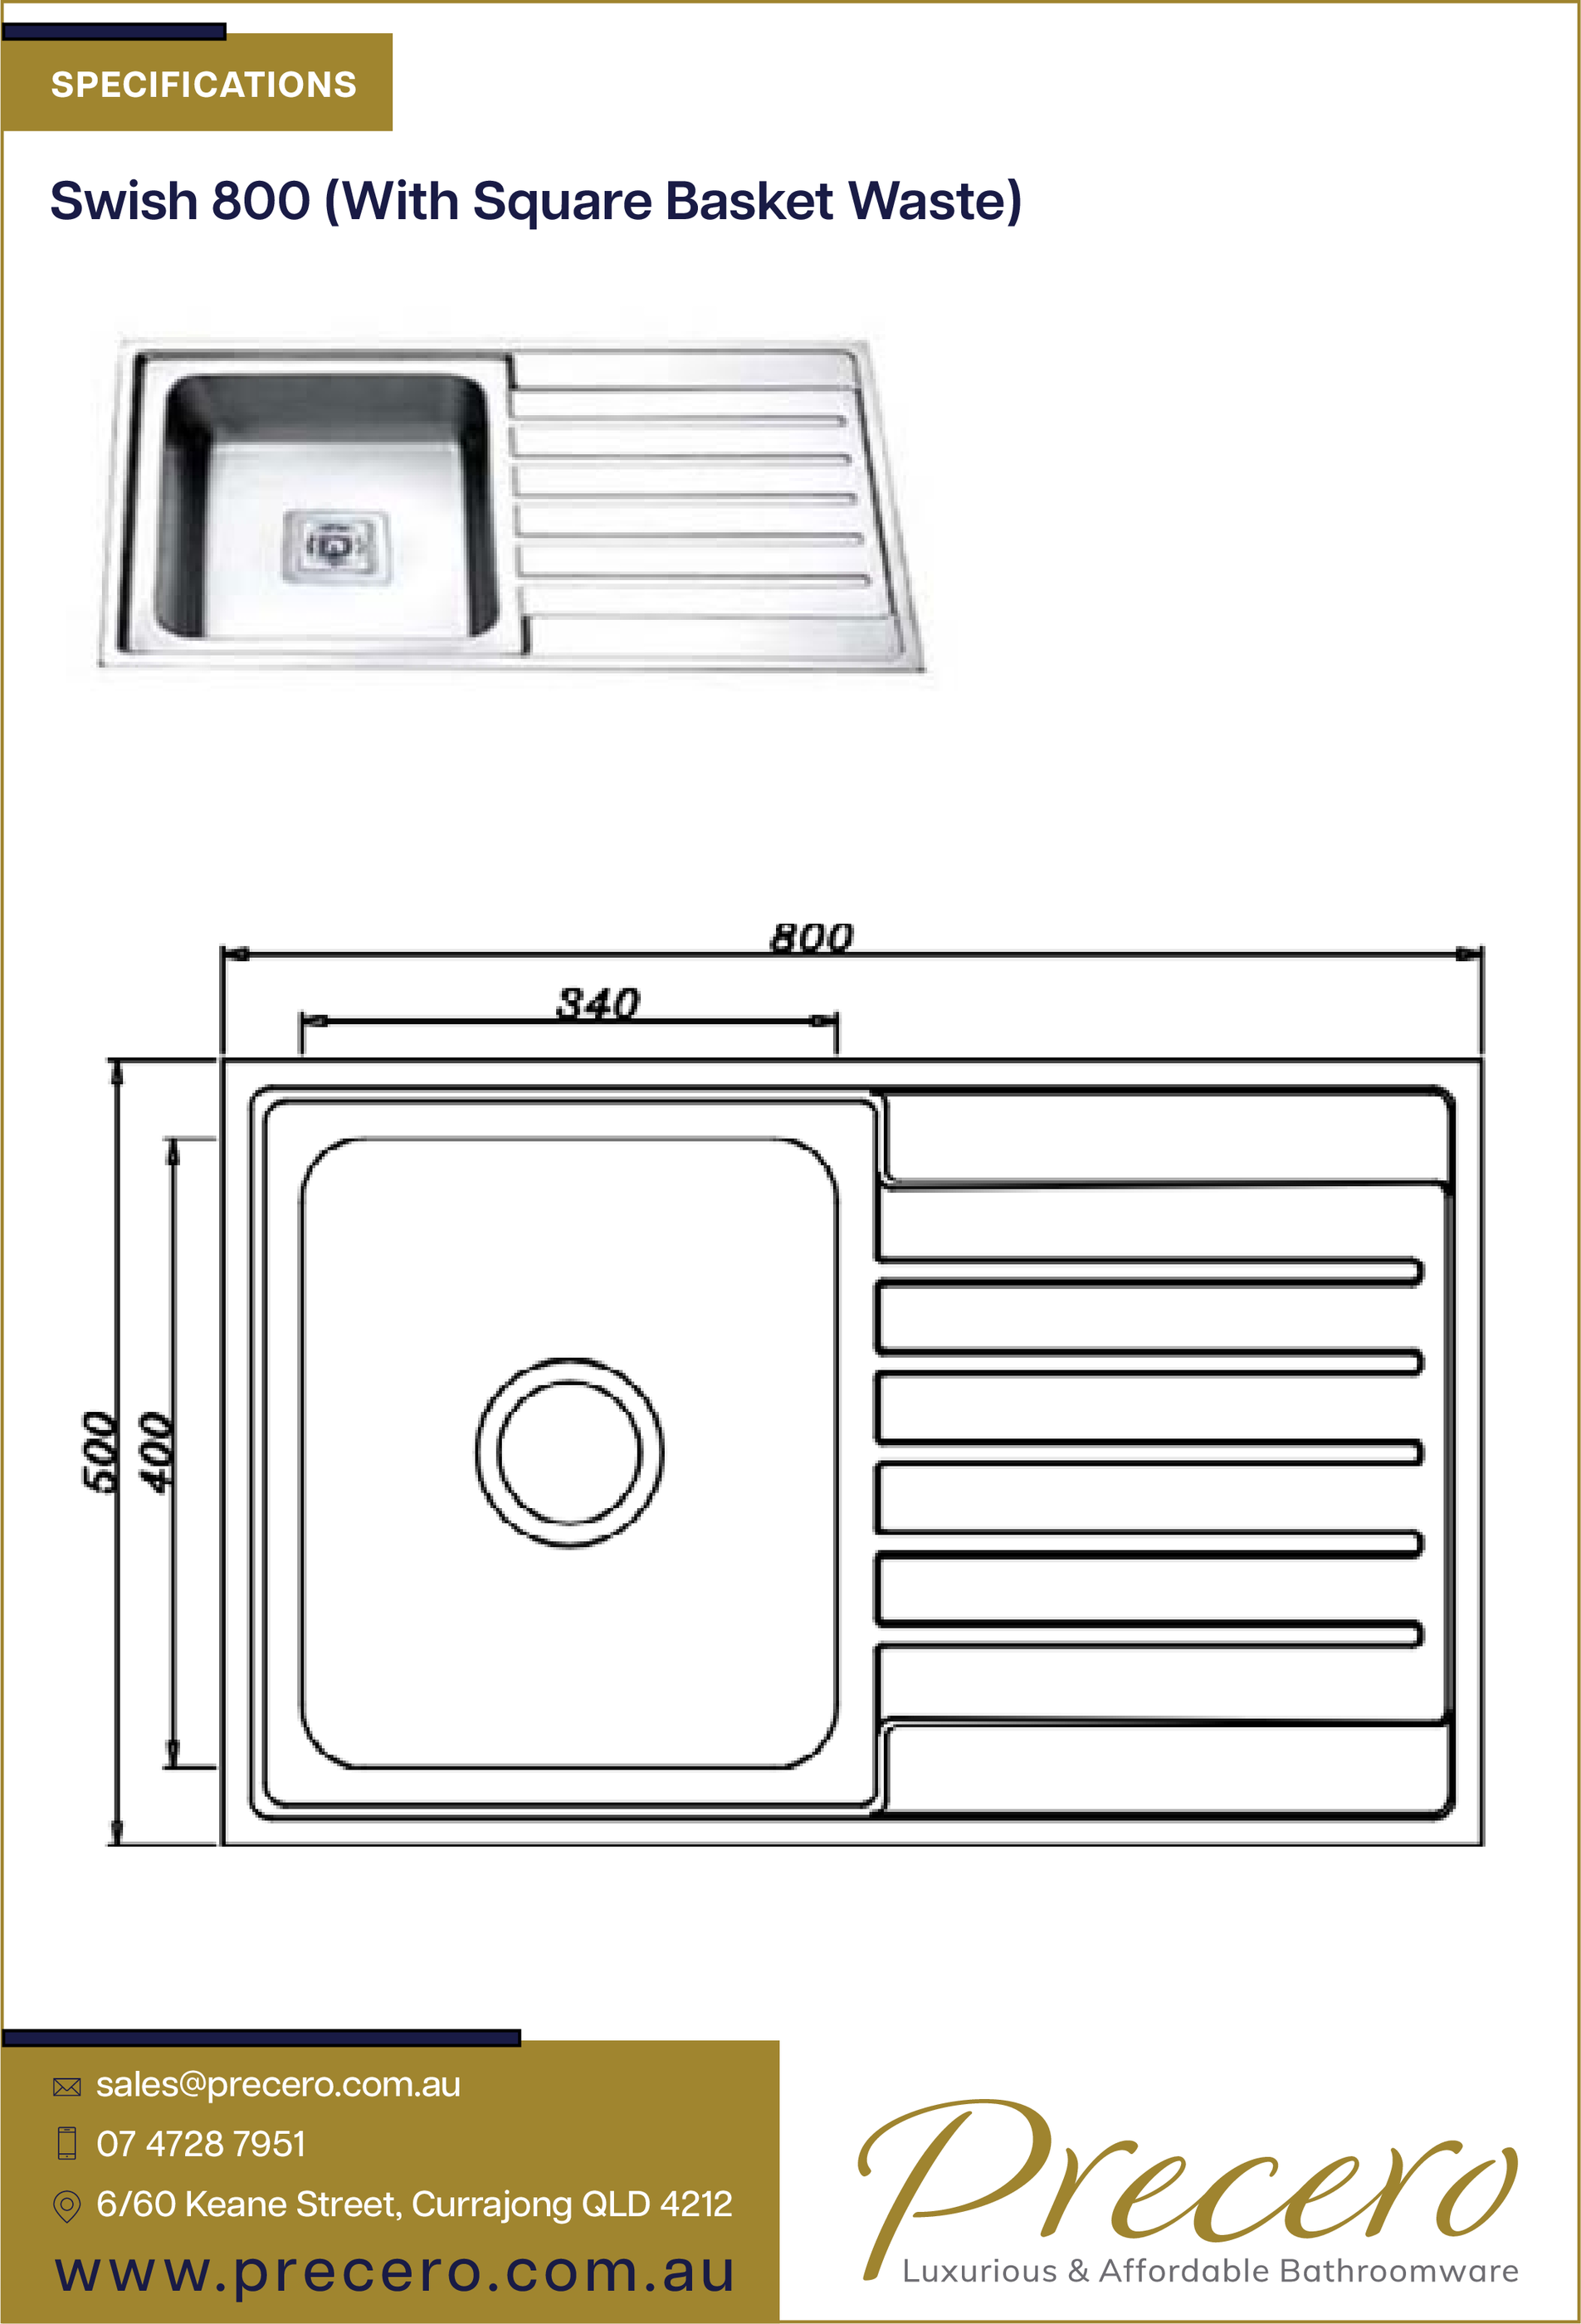 SPECIFICATIONS
Swish 800 (With Square Basket Waste)
800
340
500
400
sales@precero.com.au
07 4728 7951
6/60 Keane Street, Currajong QLD 4212
www.precero.com.au
Precero
Luxurious & Affordable Bathroomware